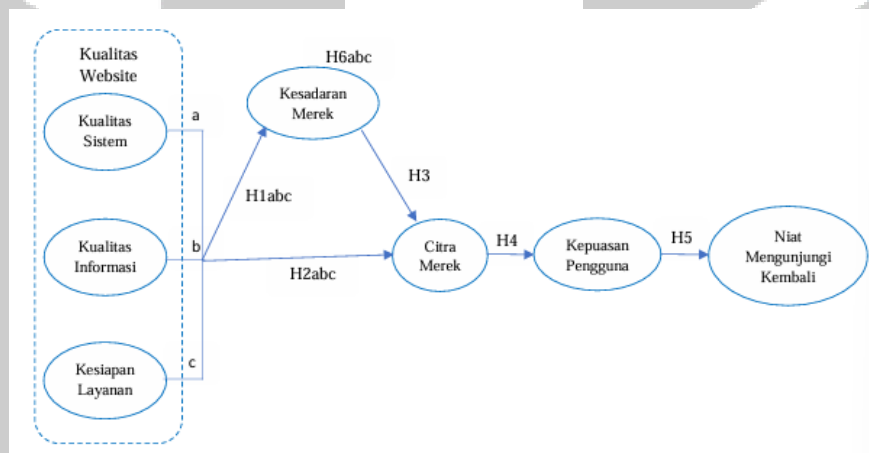 Kualitas
Website
H6abc
Kesadaran
Merek
a
Kualitas
Sistem
H3
H1abc
b
Kualitas
Informasi
H2abc
Citra
Merek
H4
Kepuasan
Pengguna
H5
Niat
Mengunjungi
Kembali
c
Kesiapan
Layanan